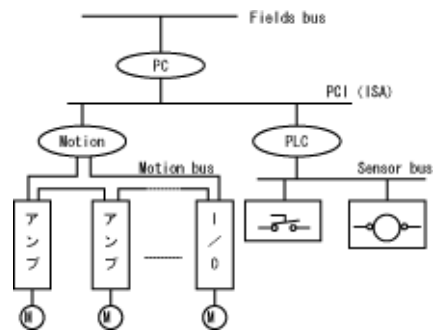 Fields bus
PC
PCI (ISA)
Motion
PLC
Motion bus
Sensor bus
アンプ
アンプ
I/O
M
M
M